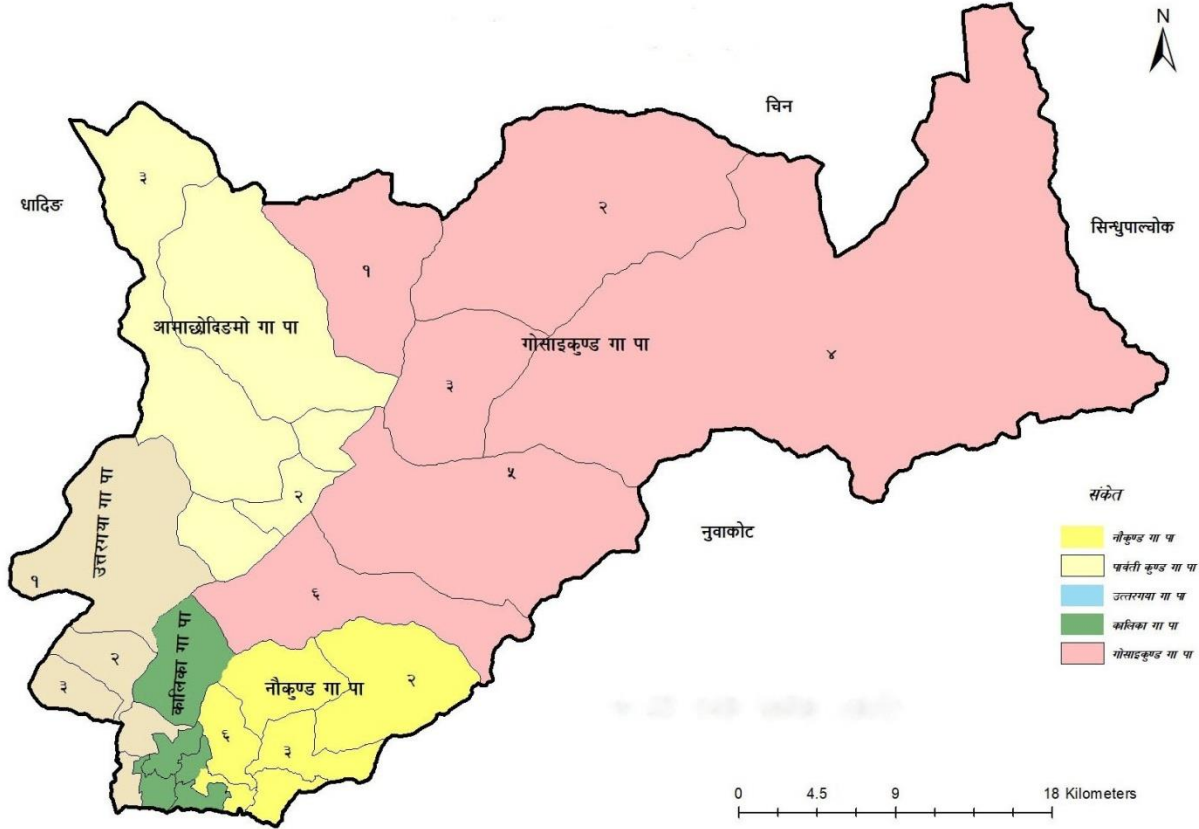 N
चिन
३
धादिङ
२
सिन्धुपाल्चोक
१
आमाछोदिङमो गा पा
गोसाइकुण्ड गा पा
४
३
५
२
उत्तरगया गा पा
नुवाकोट
संकेत
नौकुण्ड गा पा
पार्वती कुण्ड गा पा
उत्तरगया गा पा
कालिका गा पा
गोसाइकुण्ड गा पा
१
६
कालिका गा पा
२
३
नौकुण्ड गा पा
२
६
३
0 4.5 9 18 Kilometers